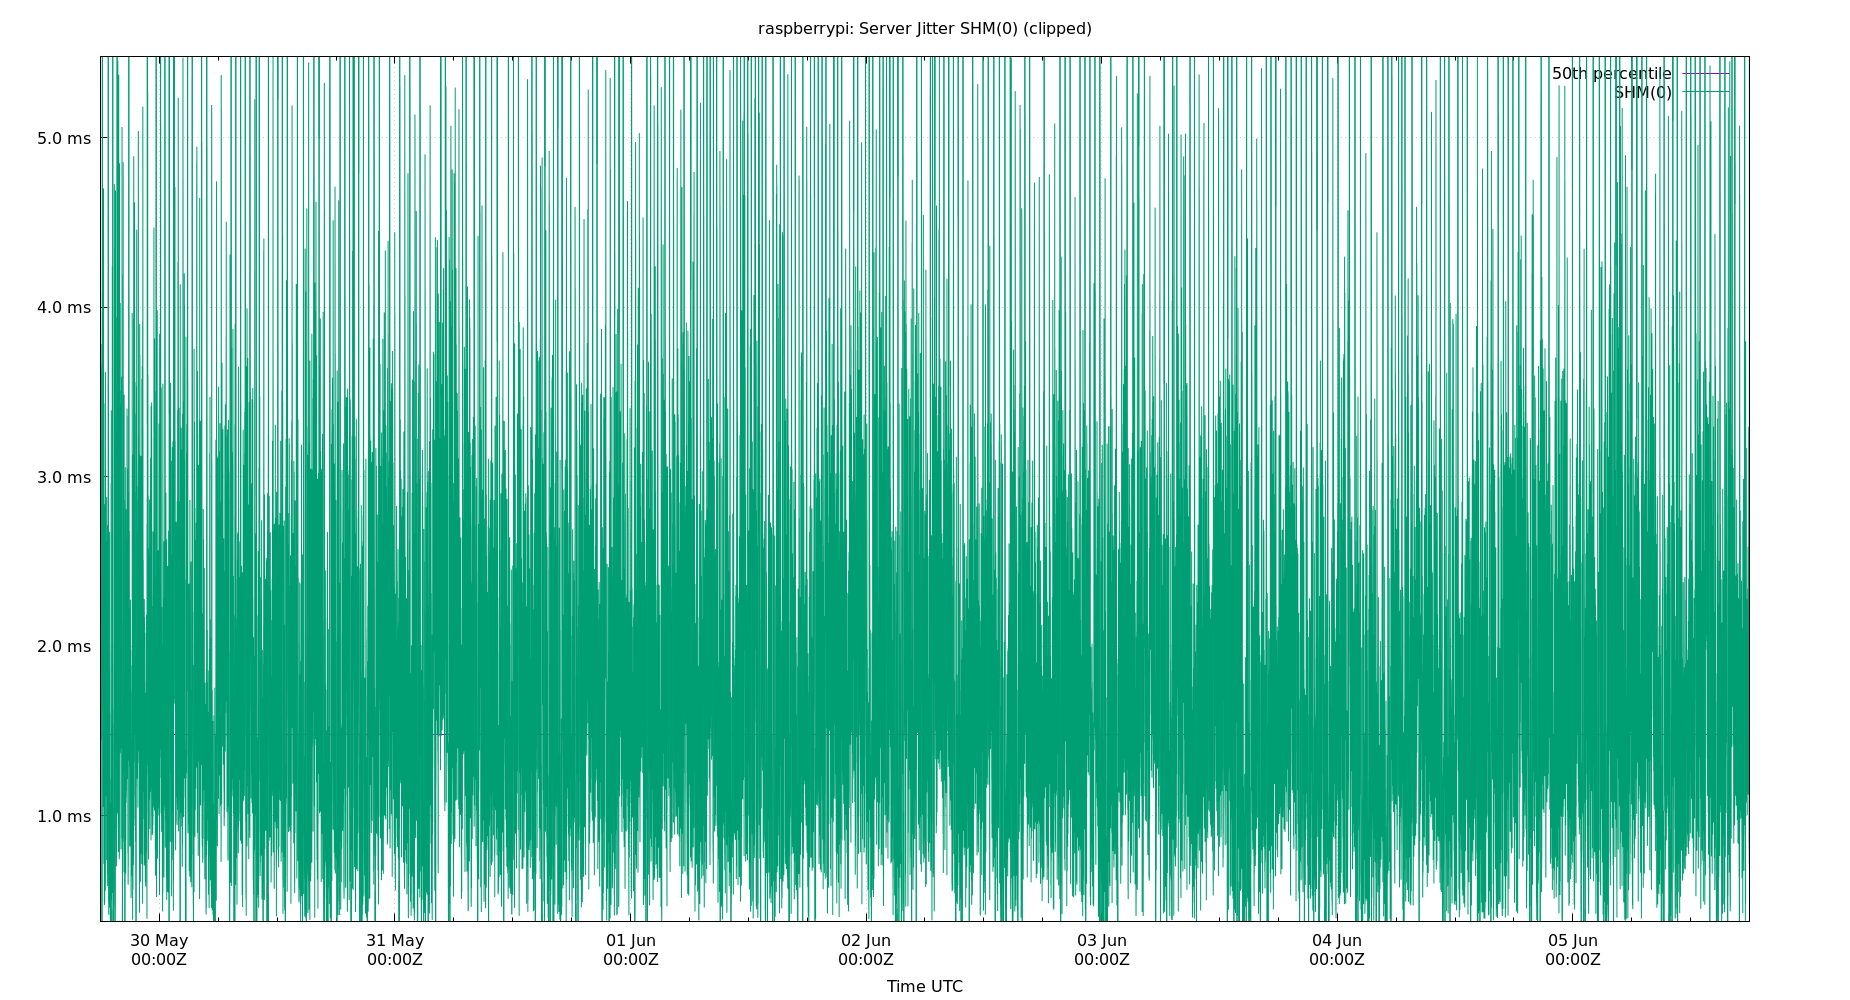 raspberrypi: Server Jitter SHM(0) (clipped)
50th percentile
SHM(0)
5.0 ms
4.0 ms
3.0 ms
2.0 ms
1.0 ms
30 May 31 May 01 Jun 02 Jun 03 Jun 04 Jun 05 Jun
00:00Z 00:00Z 00:00Z 00:00Z 00:00Z 00:00Z 00:00Z
Time UTC